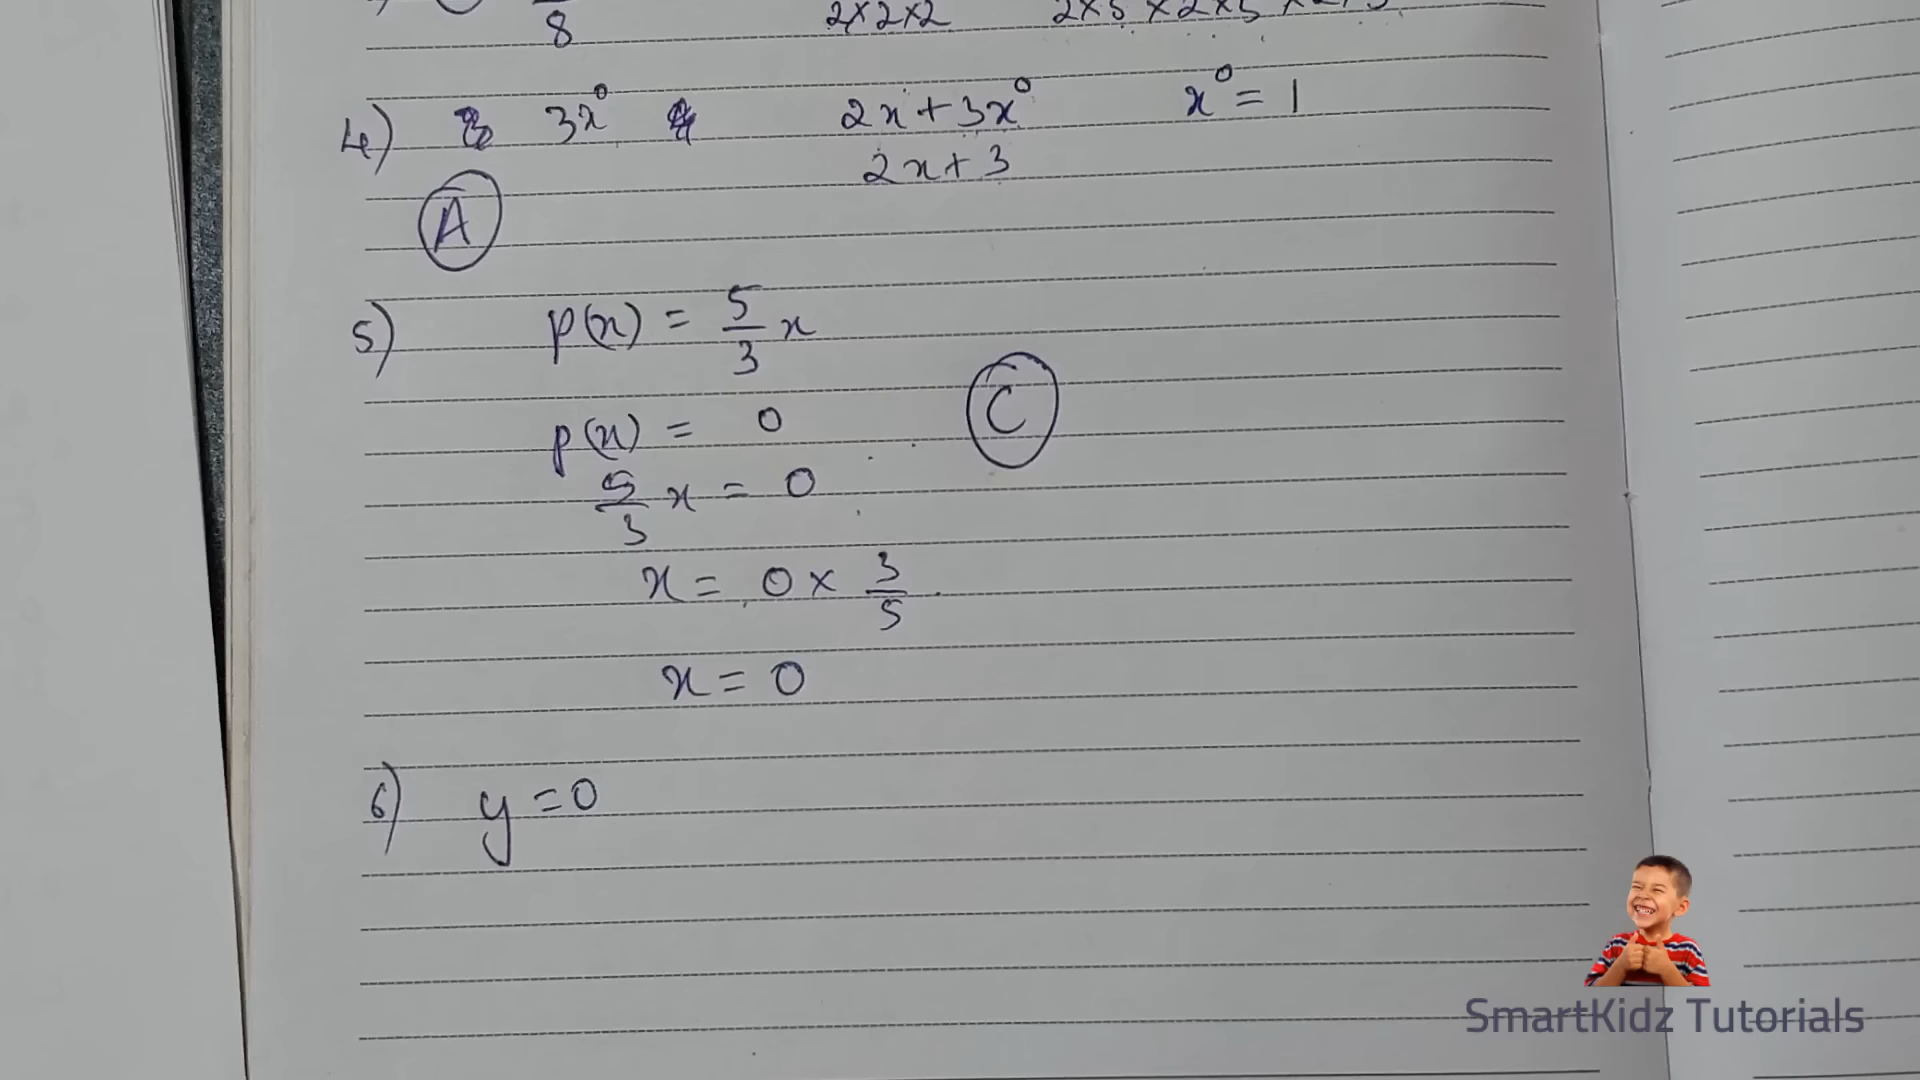 8
2×2×2
4) 3x⁰ 2x+3x⁰ x⁰ = 1
2x+3
A
5) p(x) = 5/3 x
p(x) = 0
C
5/3 x = 0
x = 0 × 3/5
x = 0
6) y = 0
SmartKidz Tutorials